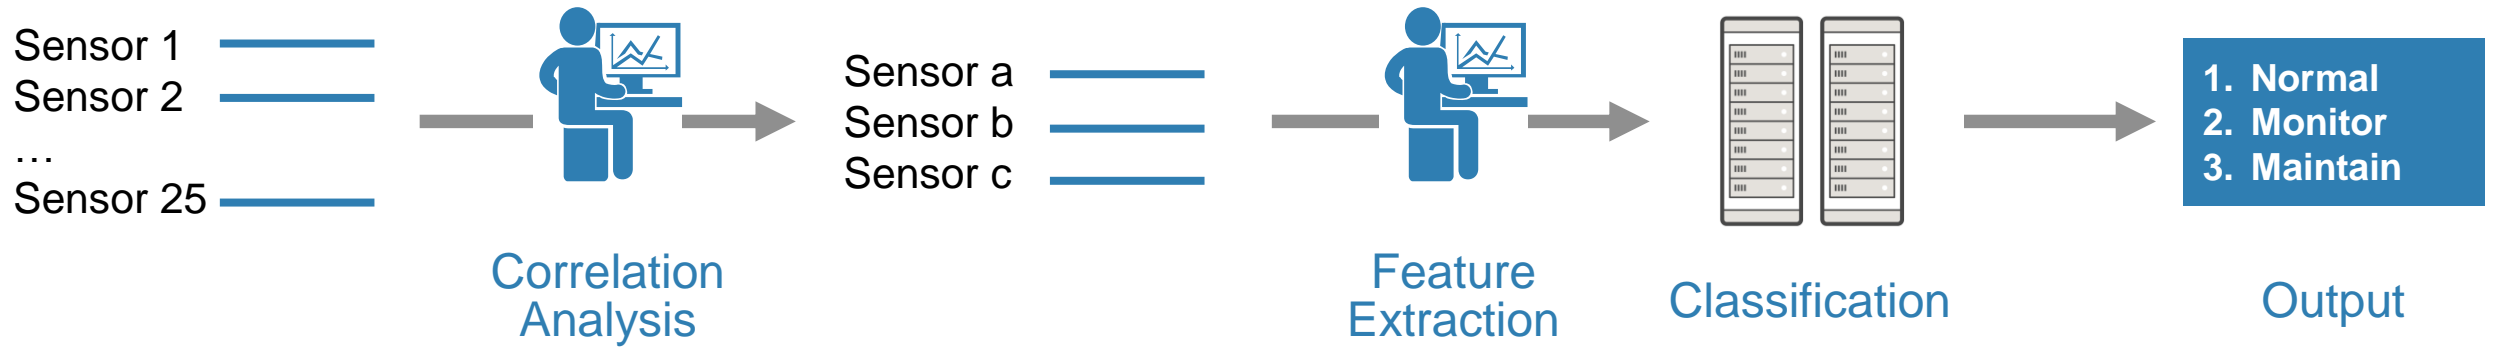 Sensor 1
Sensor 2
…
Sensor 25
Correlation
Analysis
Sensor a
Sensor b
Sensor c
Feature
Extraction
Classification
1. Normal
2. Monitor
3. Maintain
Output